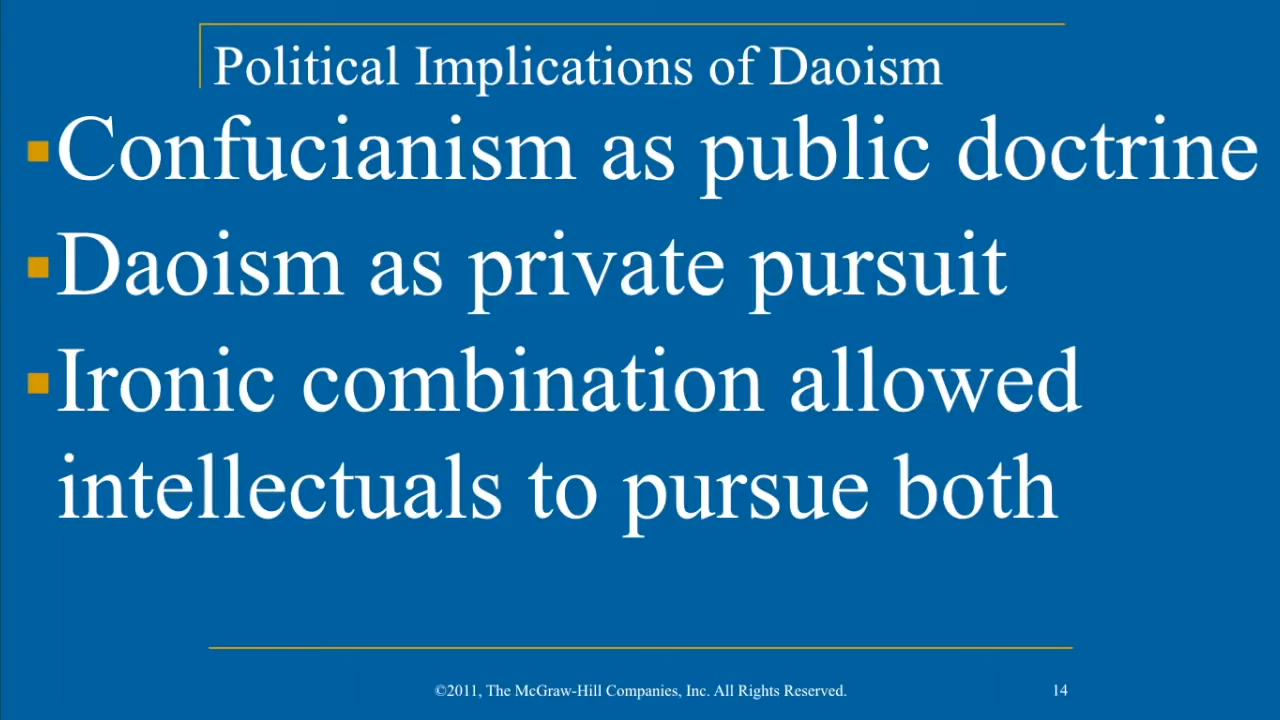 Political Implications of Daoism
▪Confucianism as public doctrine
▪Daoism as private pursuit
▪Ironic combination allowed
intellectuals to pursue both
©2011, The McGraw-Hill Companies, Inc. All Rights Reserved.
14